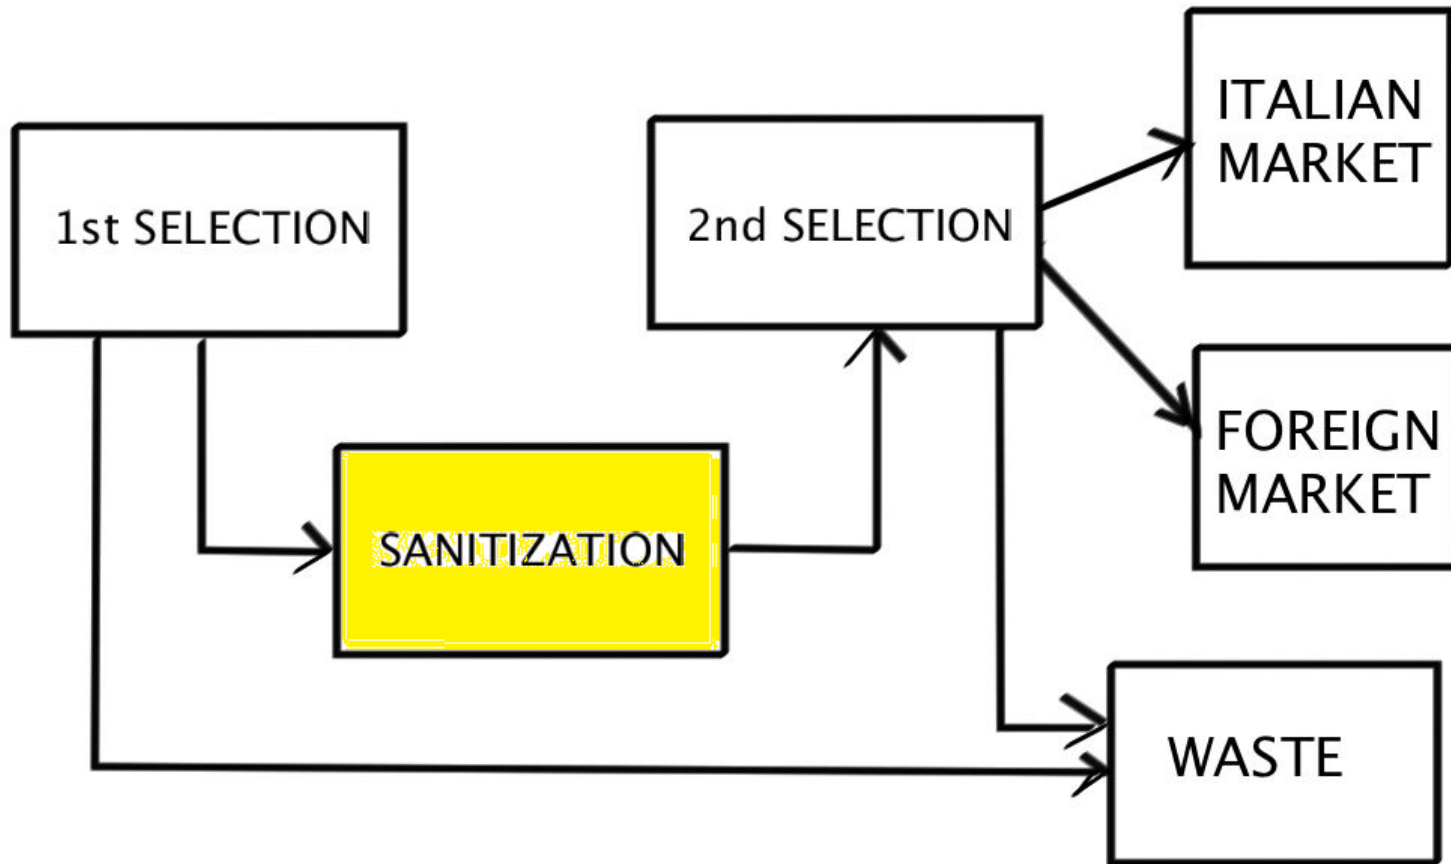 1st SELECTION
2nd SELECTION
ITALIAN
MARKET
SANITIZATION
FOREIGN
MARKET
WASTE